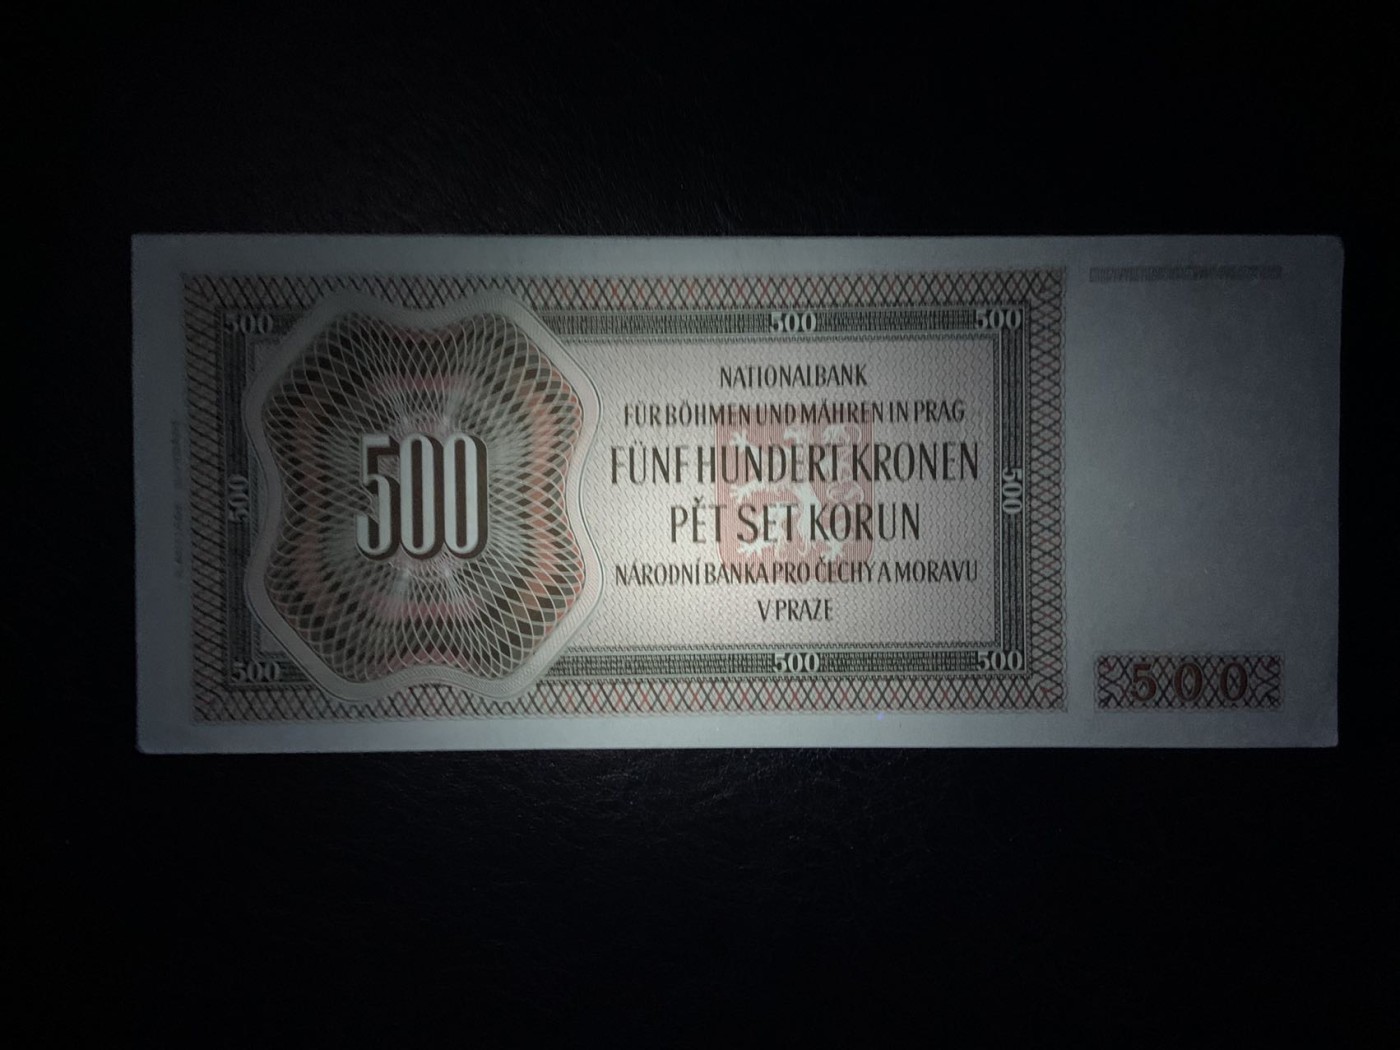 500 500 500
NATIONALBANK
FÜR BÖHMEN UND MÄHREN IN PRAG
FÜNF HUNDERT KRONEN
500 500 500
PĚT SET KORUN
NÁRODNÍ BANKA PRO ČECHY A MORAVU
V PRAZE
500 500 500
500